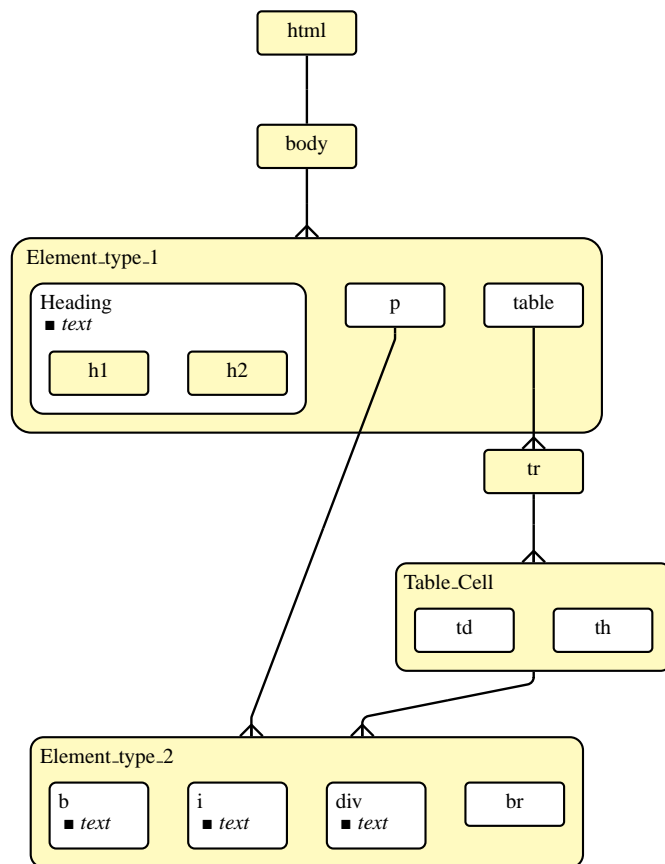 html
body
Element_type_1
Heading
■ text
h1
h2
p
table
tr
Table_Cell
td
th
Element_type_2
b
■ text
i
■ text
div
■ text
br